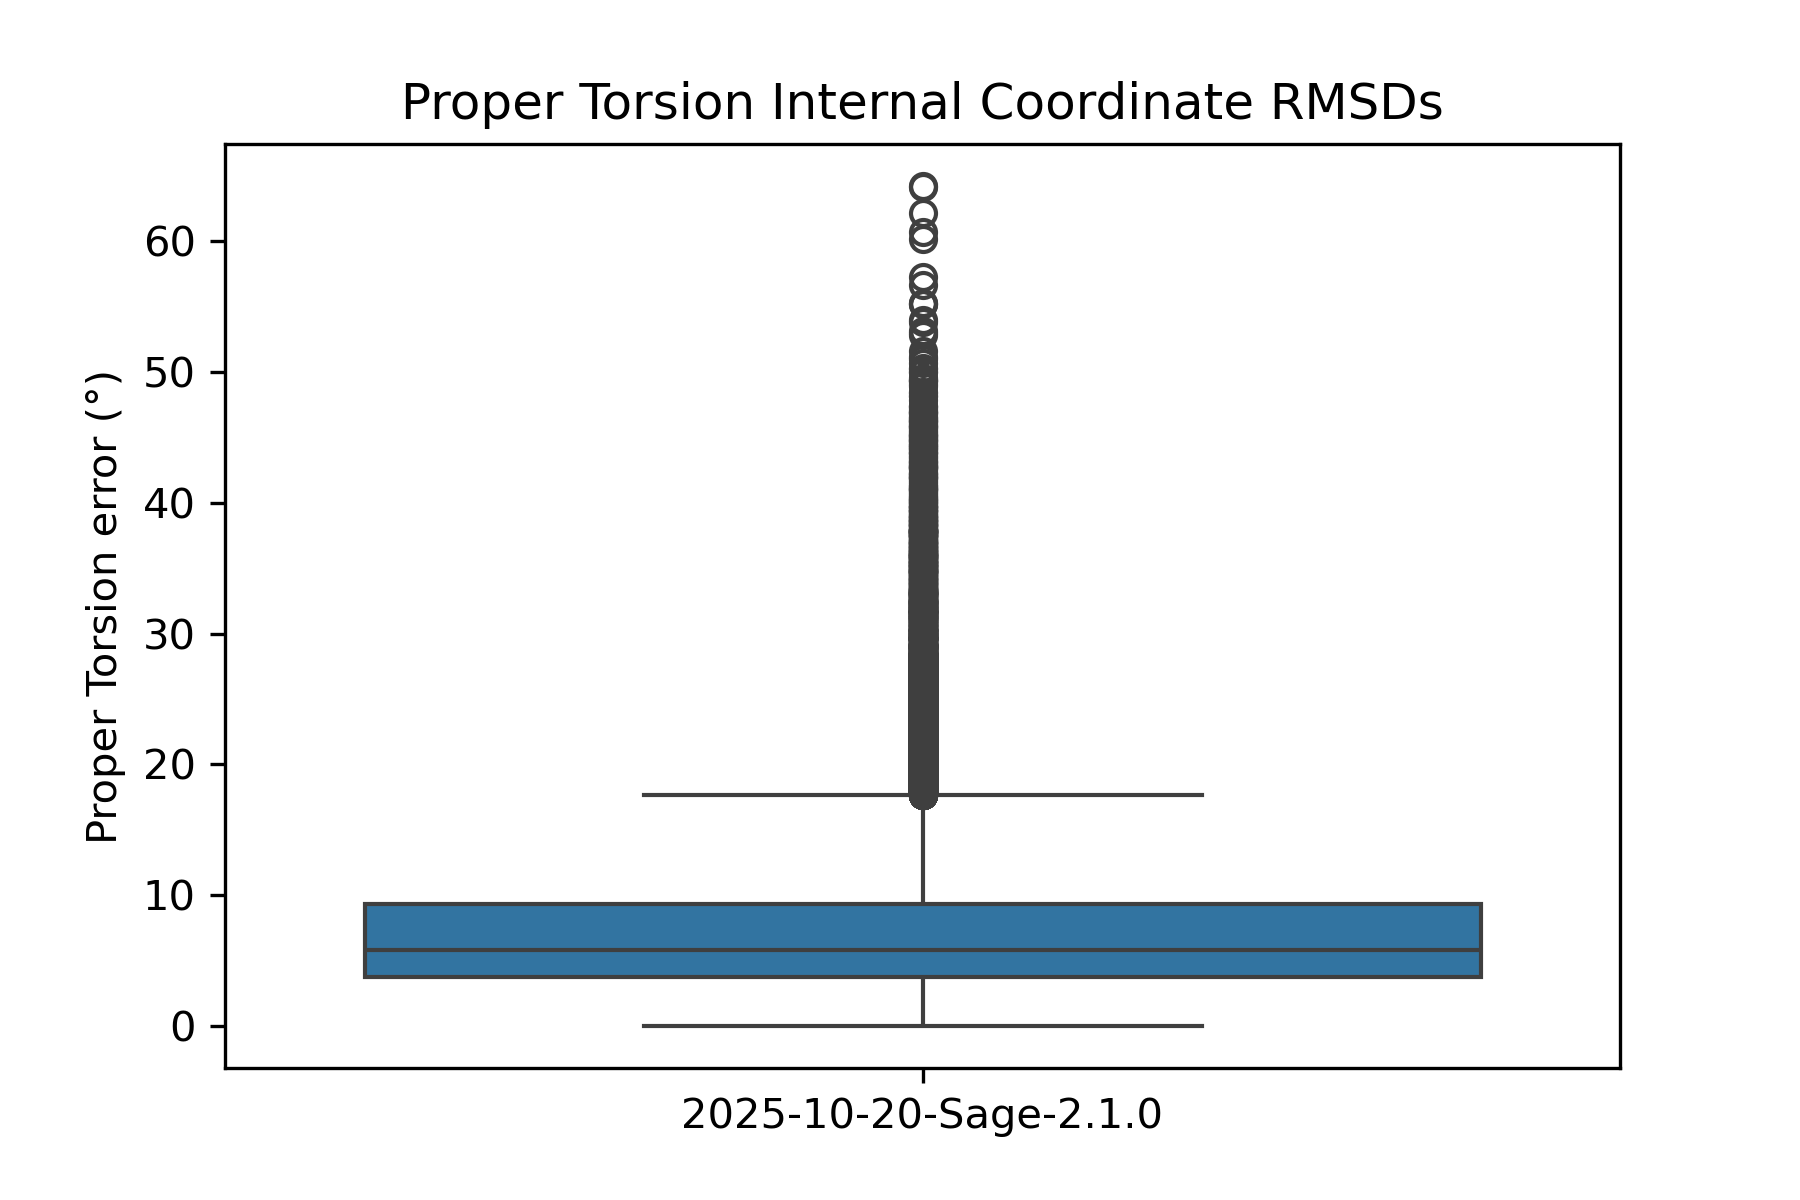 Proper Torsion Internal Coordinate RMSDs
Proper Torsion error (°)
60
50
40
30
20
10
0
2025-10-20-Sage-2.1.0